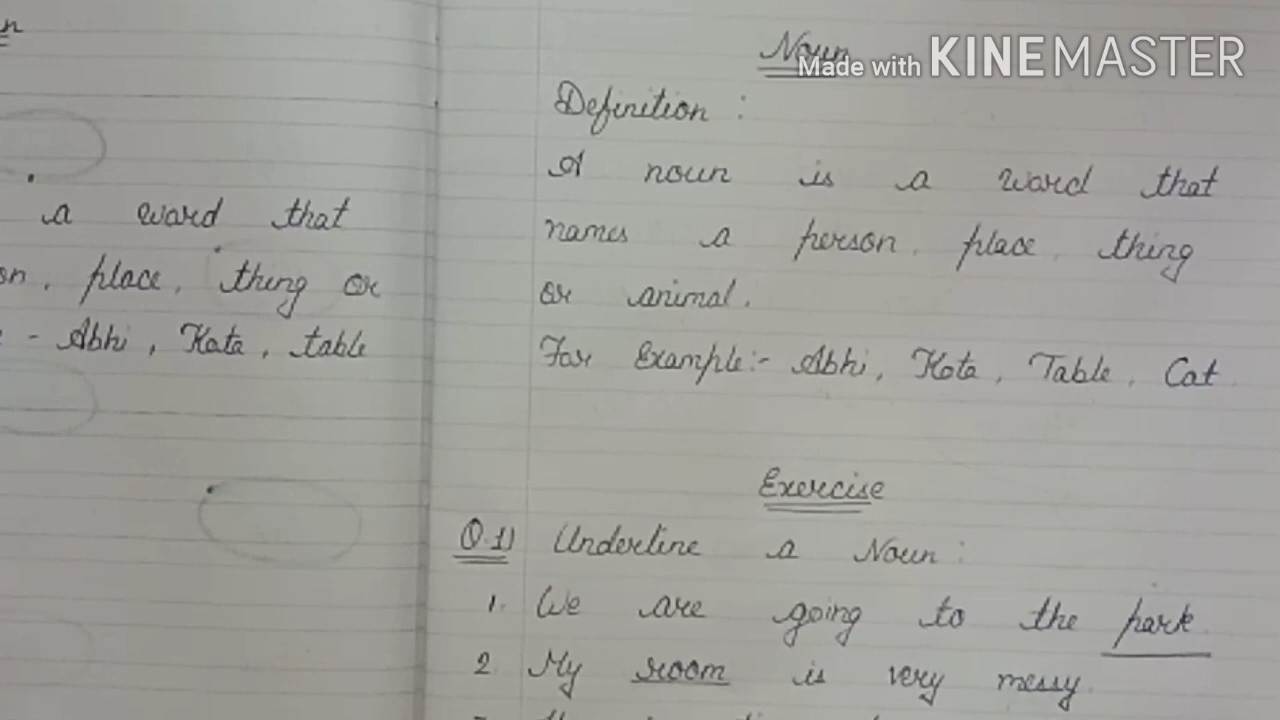 a word that
place, thing or
- Abhi, Kota, table
Noun
Made with KINEMASTER
Definition :
A noun is a word that
names a person, place, thing
or animal.
For Example:- Abhi, Kota, Table, Cat
Exercise
Q.1) Underline a Noun :
1. We are going to the park.
2. My room is very messy.